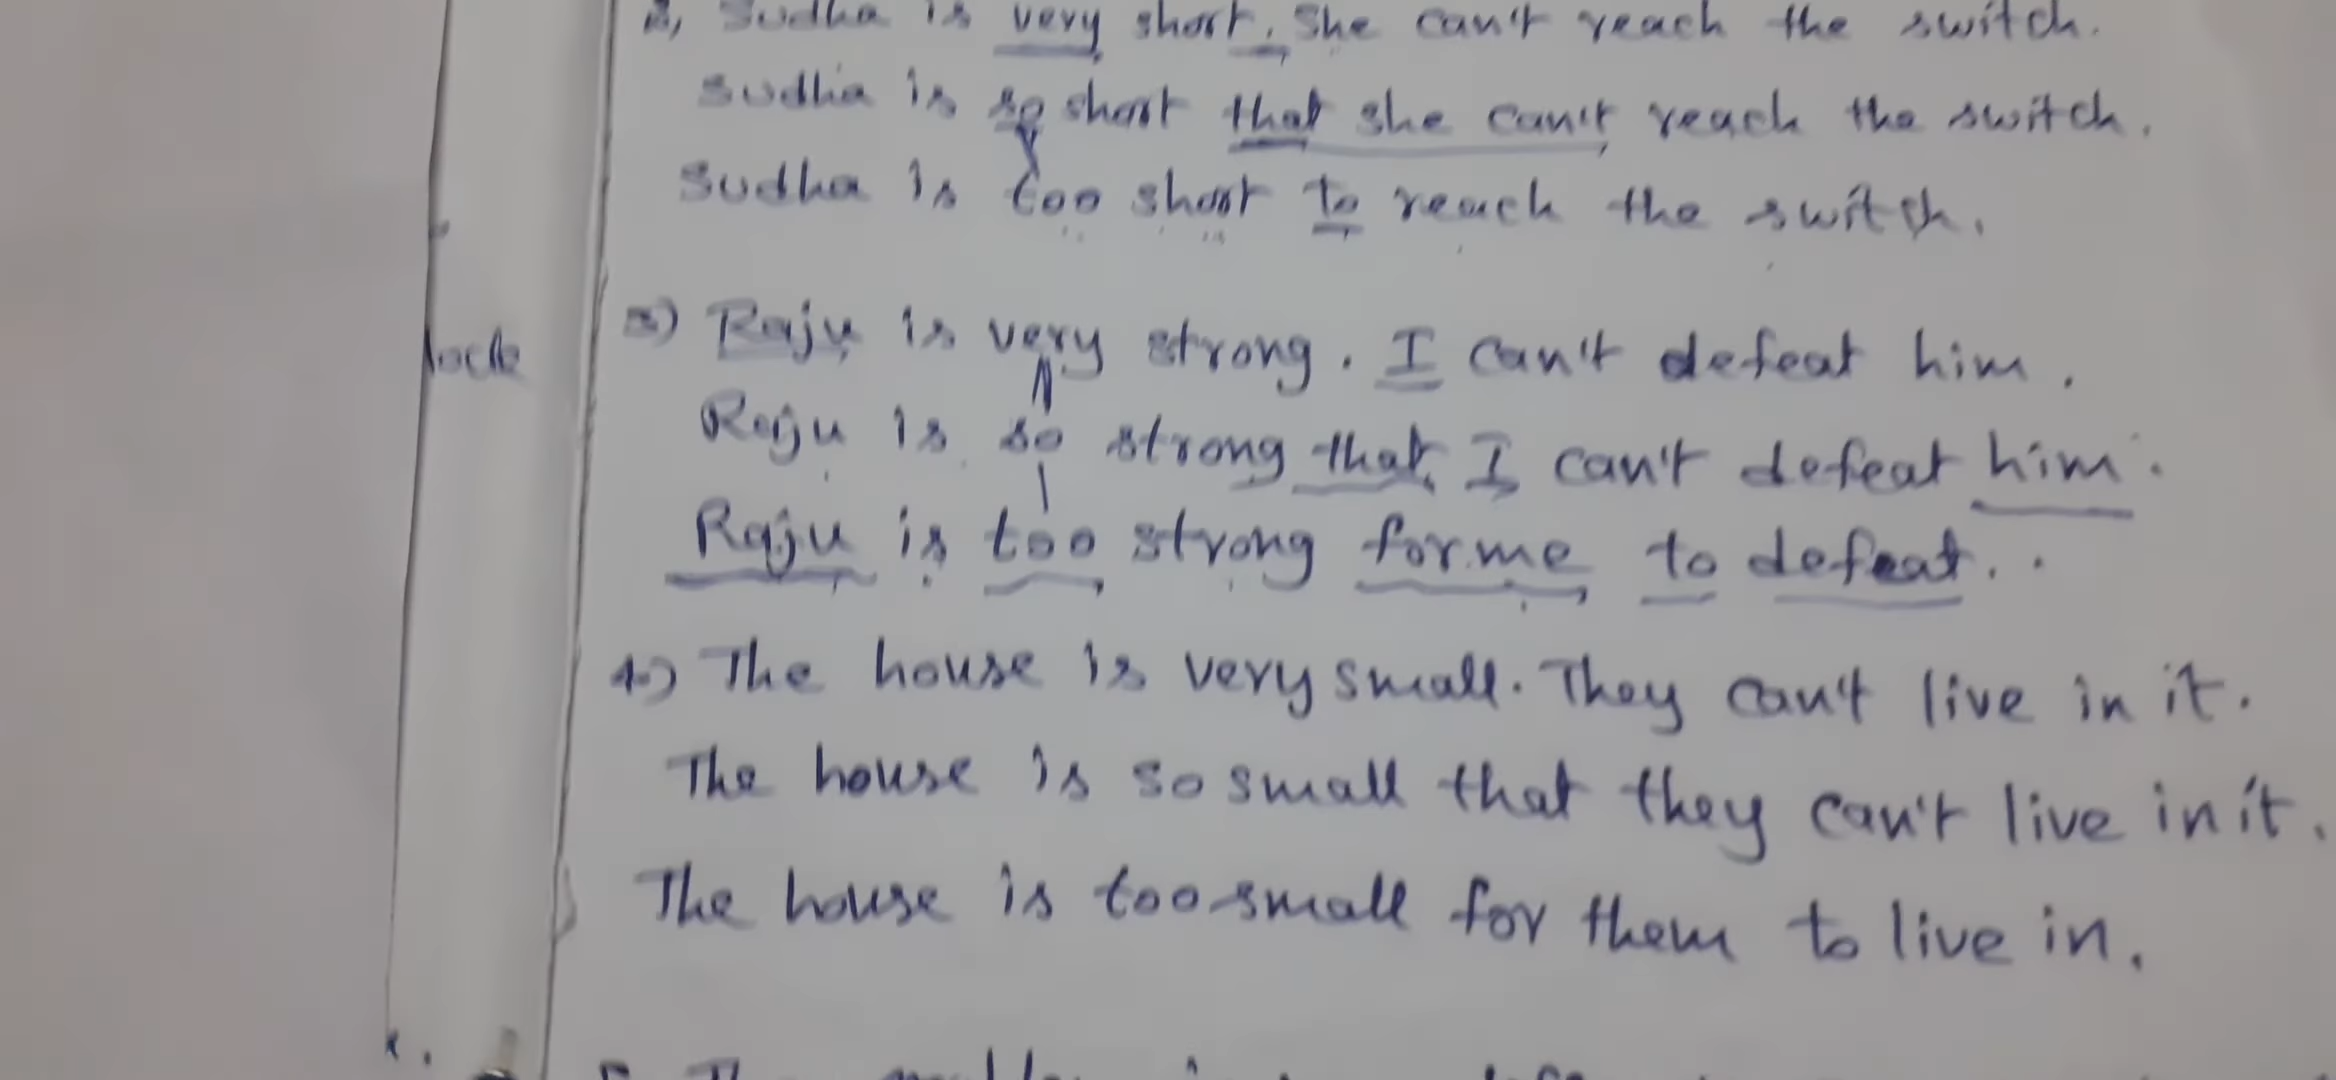 2, Sudha is very short. She can't reach the switch.
Sudha is so short that she can't reach the switch.
Sudha is too short to reach the switch.
lock
3) Raju is very strong. I can't defeat him.
Raju is so strong that I can't defeat him.
Raju is too strong for me to defeat.
4) The house is very small. They can't live in it.
The house is so small that they can't live in it.
The house is too small for them to live in.
5. The